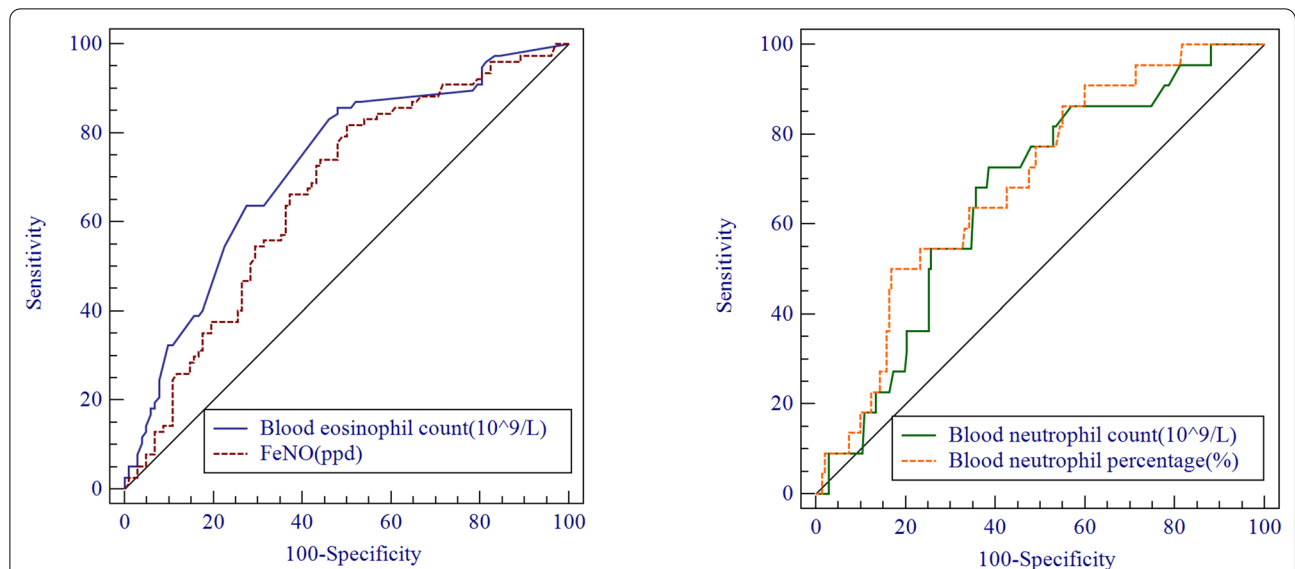 100
80
60
40
20
0
Sensitivity
Blood eosinophil count(10^9/L)
FeNO(ppd)
0 20 40 60 80 100
100-Specificity
100
80
60
40
20
0
Sensitivity
Blood neutrophil count(10^9/L)
Blood neutrophil percentage(%)
0 20 40 60 80 100
100-Specificity